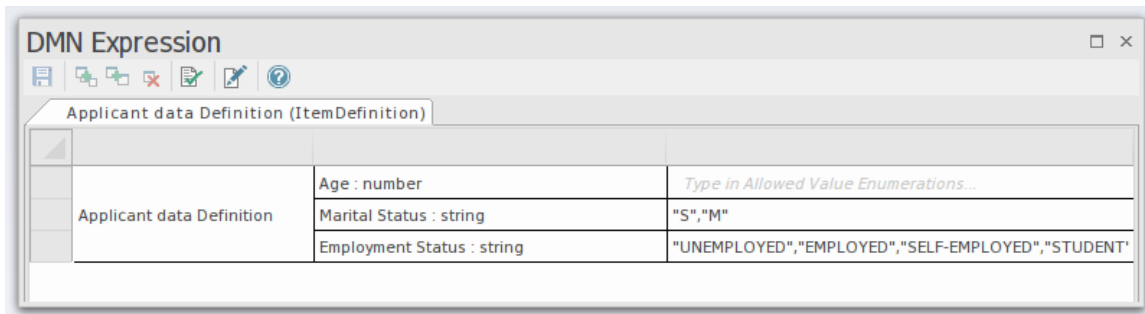 DMN Expression
Applicant data Definition (ItemDefinition)
Applicant data Definition
Age : number
Type in Allowed Value Enumerations...
Marital Status : string
"S","M"
Employment Status : string
"UNEMPLOYED","EMPLOYED","SELF-EMPLOYED","STUDENT"